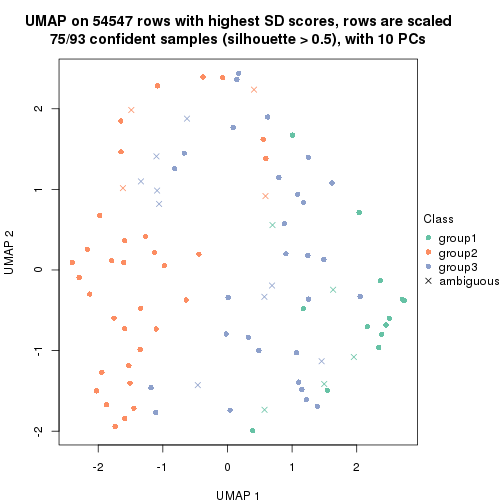 UMAP on 54547 rows with highest SD scores, rows are scaled
75/93 confident samples (silhouette > 0.5), with 10 PCs
2
1
0
-1
-2
UMAP 2
-2
-1
0
1
2
UMAP 1
Class
group1
group2
group3
ambiguous